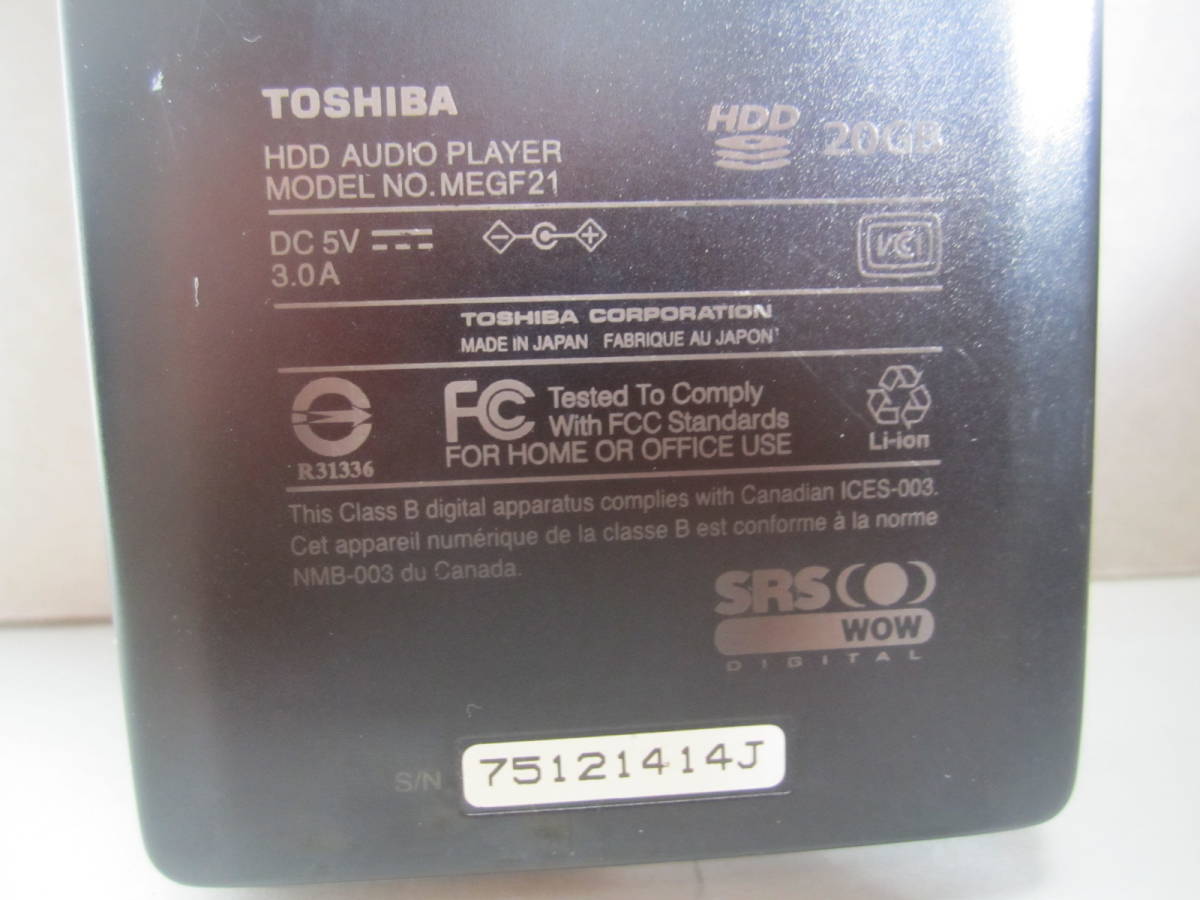 TOSHIBA
HDD 20GB
HDD AUDIO PLAYER
MODEL NO. MEGF21
DC 5V
3.0A
VCCI
TOSHIBA CORPORATION
MADE IN JAPAN FABRIQUE AU JAPON
R31336
FC Tested To Comply
With FCC Standards
FOR HOME OR OFFICE USE
Li-ion
This Class B digital apparatus complies with Canadian ICES-003.
Cet appareil numérique de la classe B est conforme à la norme
NMB-003 du Canada.
SRS
WOW
DIGITAL
S/N 75121414J